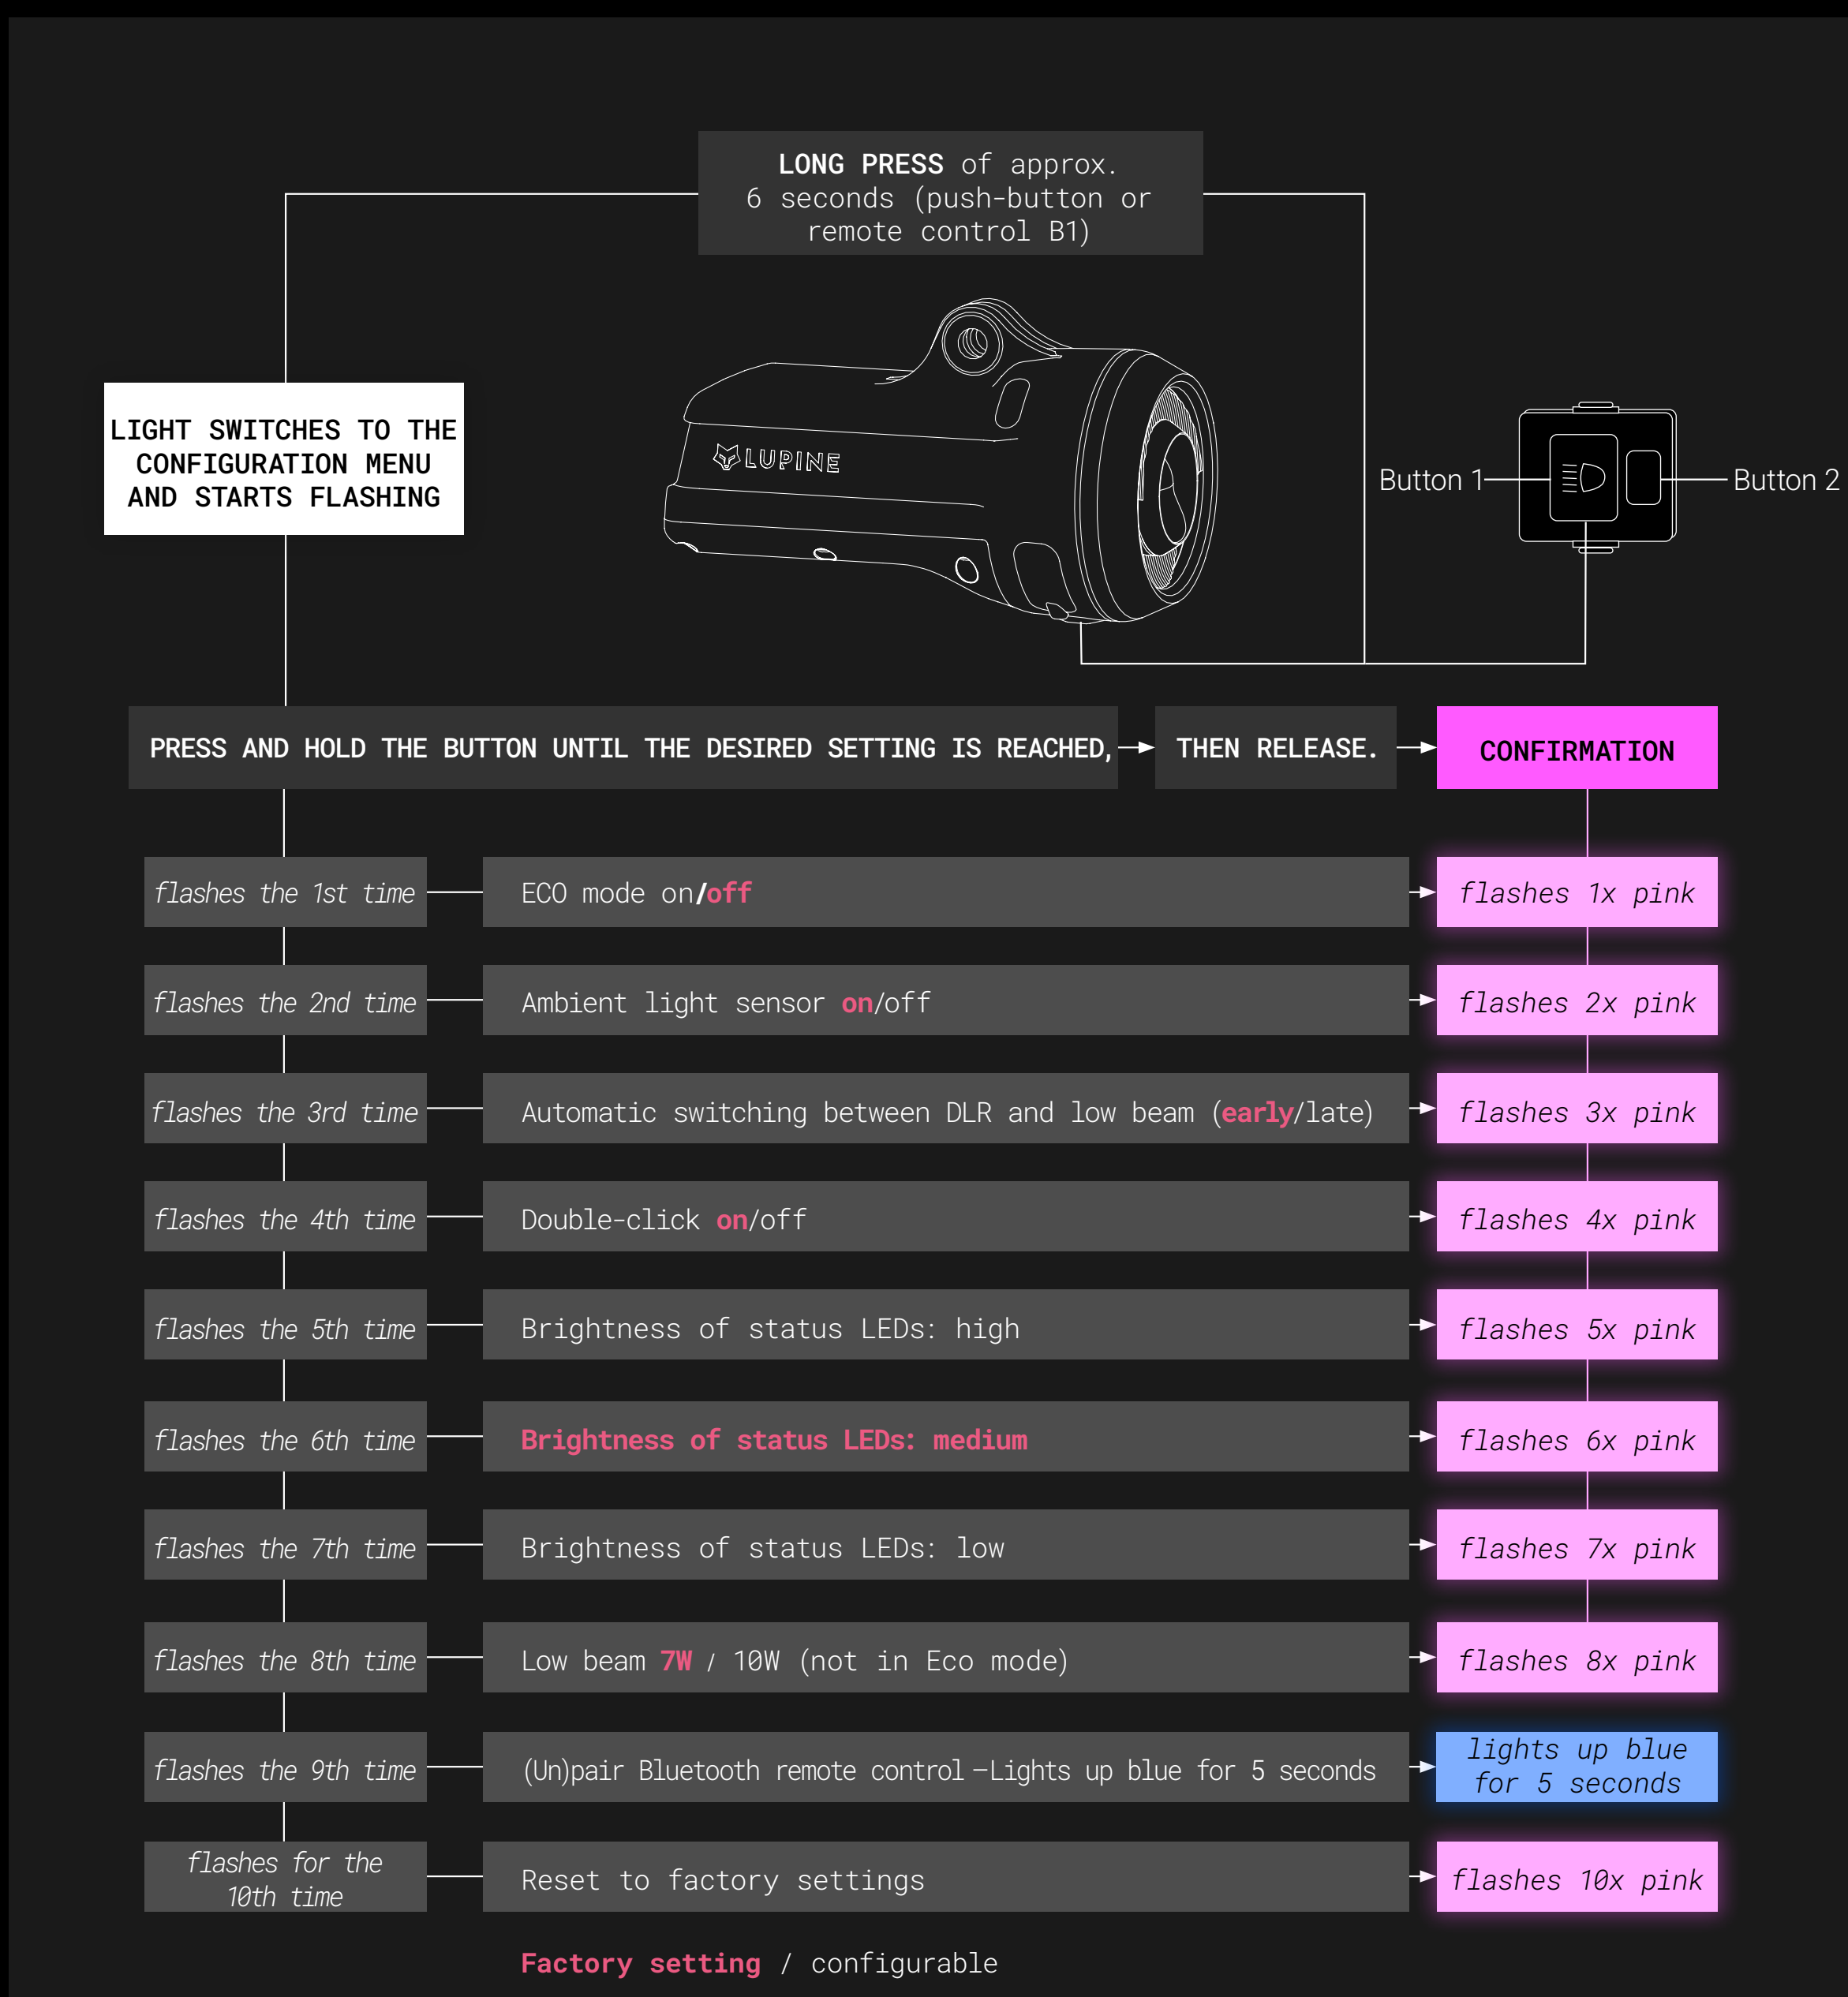 LONG PRESS of approx.
6 seconds (push-button or
remote control B1)
LIGHT SWITCHES TO THE
CONFIGURATION MENU
AND STARTS FLASHING
LUPINE
Button 1
Button 2
PRESS AND HOLD THE BUTTON UNTIL THE DESIRED SETTING IS REACHED,
THEN RELEASE.
CONFIRMATION
flashes the 1st time
ECO mode on/off
flashes 1x pink
flashes the 2nd time
Ambient light sensor on/off
flashes 2x pink
flashes the 3rd time
Automatic switching between DLR and low beam (early/late)
flashes 3x pink
flashes the 4th time
Double-click on/off
flashes 4x pink
flashes the 5th time
Brightness of status LEDs: high
flashes 5x pink
flashes the 6th time
Brightness of status LEDs: medium
flashes 6x pink
flashes the 7th time
Brightness of status LEDs: low
flashes 7x pink
flashes the 8th time
Low beam 7W / 10W (not in Eco mode)
flashes 8x pink
flashes the 9th time
(Un)pair Bluetooth remote control –Lights up blue for 5 seconds
lights up blue
for 5 seconds
flashes for the
10th time
Reset to factory settings
flashes 10x pink
Factory setting / configurable